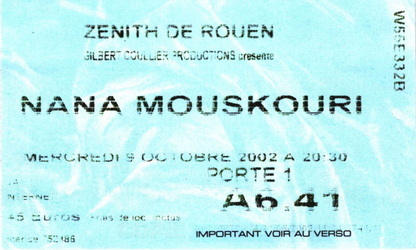 ZENITH DE ROUEN
GILBERT COULLIER PRODUCTIONS présente
NANA MOUSKOURI
MERCREDI 9 OCTOBRE 2002 A 20:30
PORTE 1
A6.41
45 EUROS
IMPORTANT VOIR AU VERSO
W56E332B